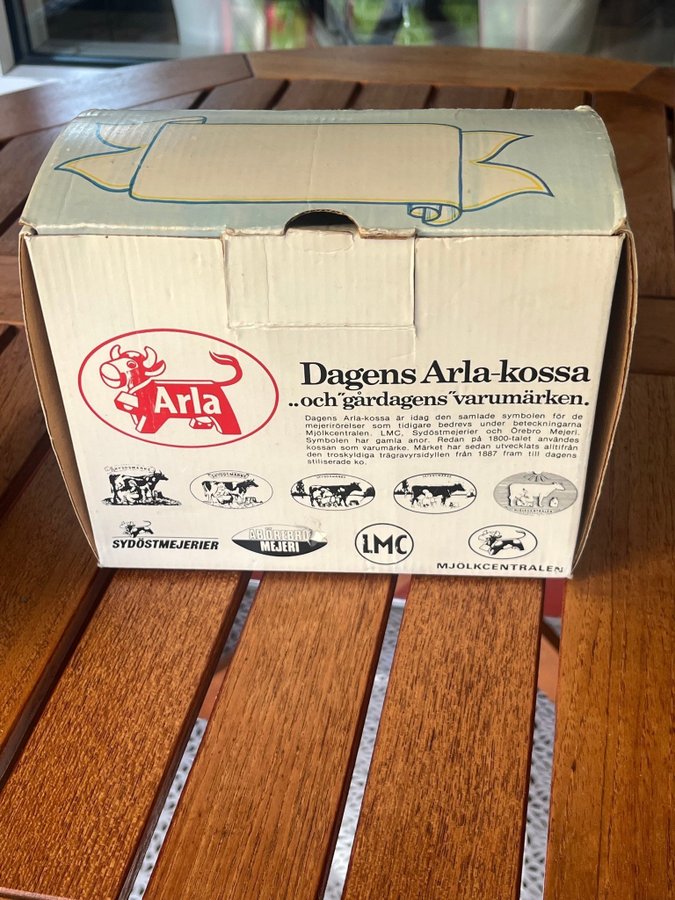 Arla
Dagens Arla-kossa
..och "gårdagens" varumärken.
Dagens Arla-kossa är idag den samlade symbolen för de
mejerirörelser som tidigare bedrevs under beteckningarna
Mjölkcentralen, LMC, Sydöstmejerier och Örebro Mejeri.
Symbolen har gamla anor. Redan på 1800-talet användes
kossan som varumärke. Märket har sedan utvecklats alltifrån
den troskyldiga trägravyrsidyllen från 1887 fram till dagens
stiliserade ko.
SKYDDSMÄRKE
SYDÖSTMEJERIER
AB ÖREBRO
MEJERI
LMC
MJÖLKCENTRALEN